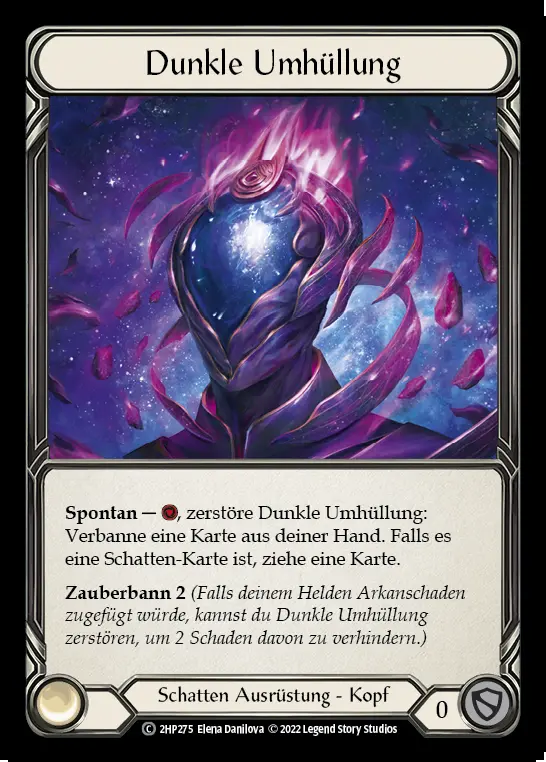 Dunkle Umhüllung
Spontan — , zerstöre Dunkle Umhüllung:
Verbanne eine Karte aus deiner Hand. Falls es
eine Schatten-Karte ist, ziehe eine Karte.
Zauberbann 2 (Falls deinem Helden Arkanschaden
zugefügt würde, kannst du Dunkle Umhüllung
zerstören, um 2 Schaden davon zu verhindern.)
Schatten Ausrüstung - Kopf
0
C 2HP275 Elena Danilova © 2022 Legend Story Studios